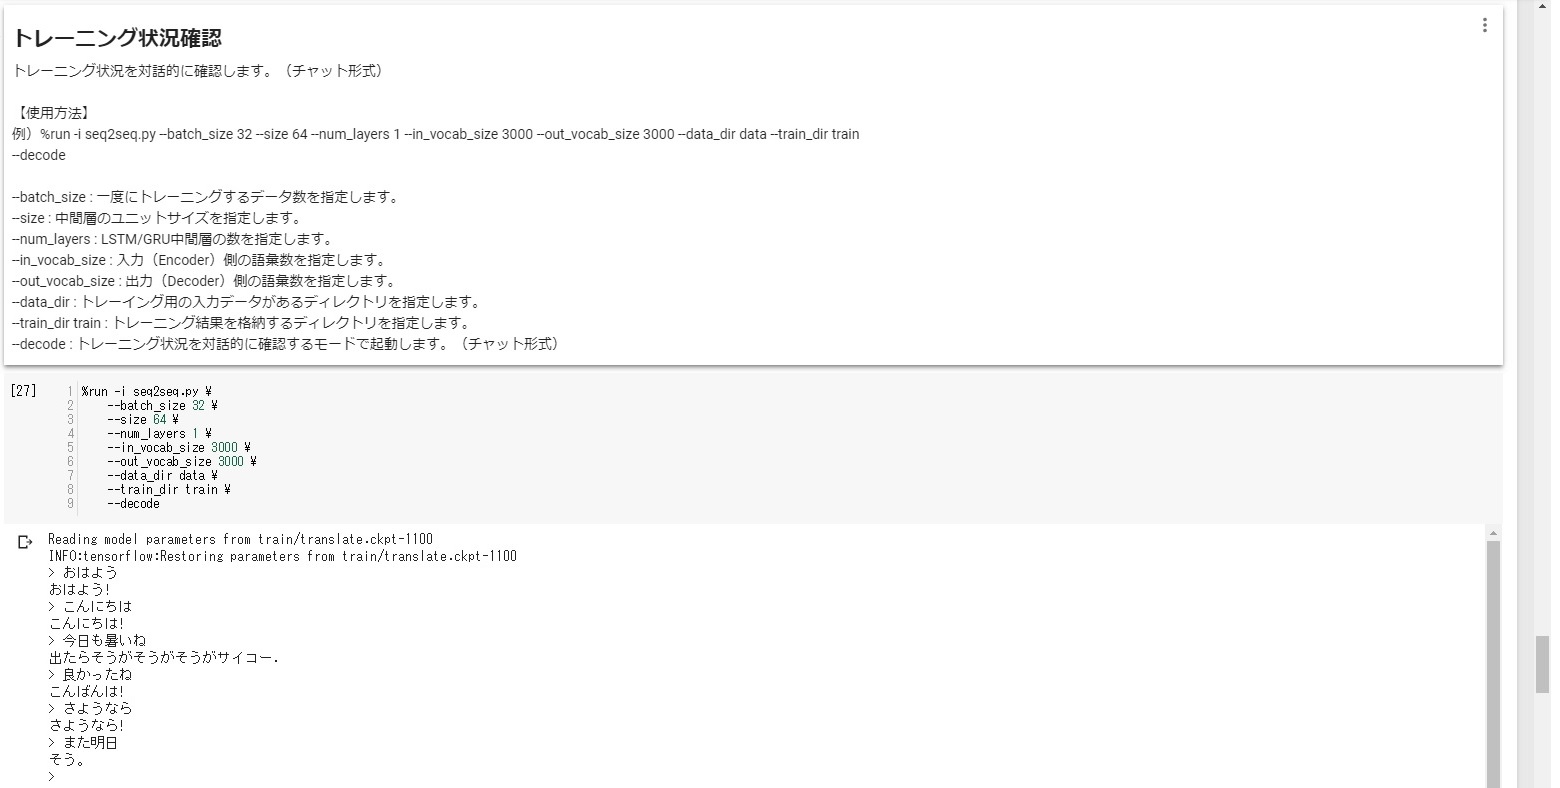 トレーニング状況確認
トレーニング状況を対話的に確認します。（チャット形式）
【使用方法】
例）%run -i seq2seq.py --batch_size 32 --size 64 --num_layers 1 --in_vocab_size 3000 --out_vocab_size 3000 --data_dir data --train_dir train
--decode
--batch_size : 一度にトレーニングするデータ数を指定します。
--size : 中間層のユニットサイズを指定します。
--num_layers : LSTM/GRU中間層の数を指定します。
--in_vocab_size : 入力（Encoder）側の語彙数を指定します。
--out_vocab_size : 出力（Decoder）側の語彙数を指定します。
--data_dir : トレーイング用の入力データがあるディレクトリを指定します。
--train_dir train : トレーニング結果を格納するディレクトリを指定します。
--decode : トレーニング状況を対話的に確認するモードで起動します。（チャット形式）
[27] 1 %run -i seq2seq.py ¥
2 --batch_size 32 ¥
3 --size 64 ¥
4 --num_layers 1 ¥
5 --in_vocab_size 3000 ¥
6 --out_vocab_size 3000 ¥
7 --data_dir data ¥
8 --train_dir train ¥
9 --decode
Reading model parameters from train/translate.ckpt-1100
INFO:tensorflow:Restoring parameters from train/translate.ckpt-1100
> おはよう
おはよう!
> こんにちは
こんにちは!
> 今日も暑いね
出たらそうがそうがそうがサイコー.
> 良かったね
こんばんは!
> さようなら
さようなら!
> また明日
そう。
>